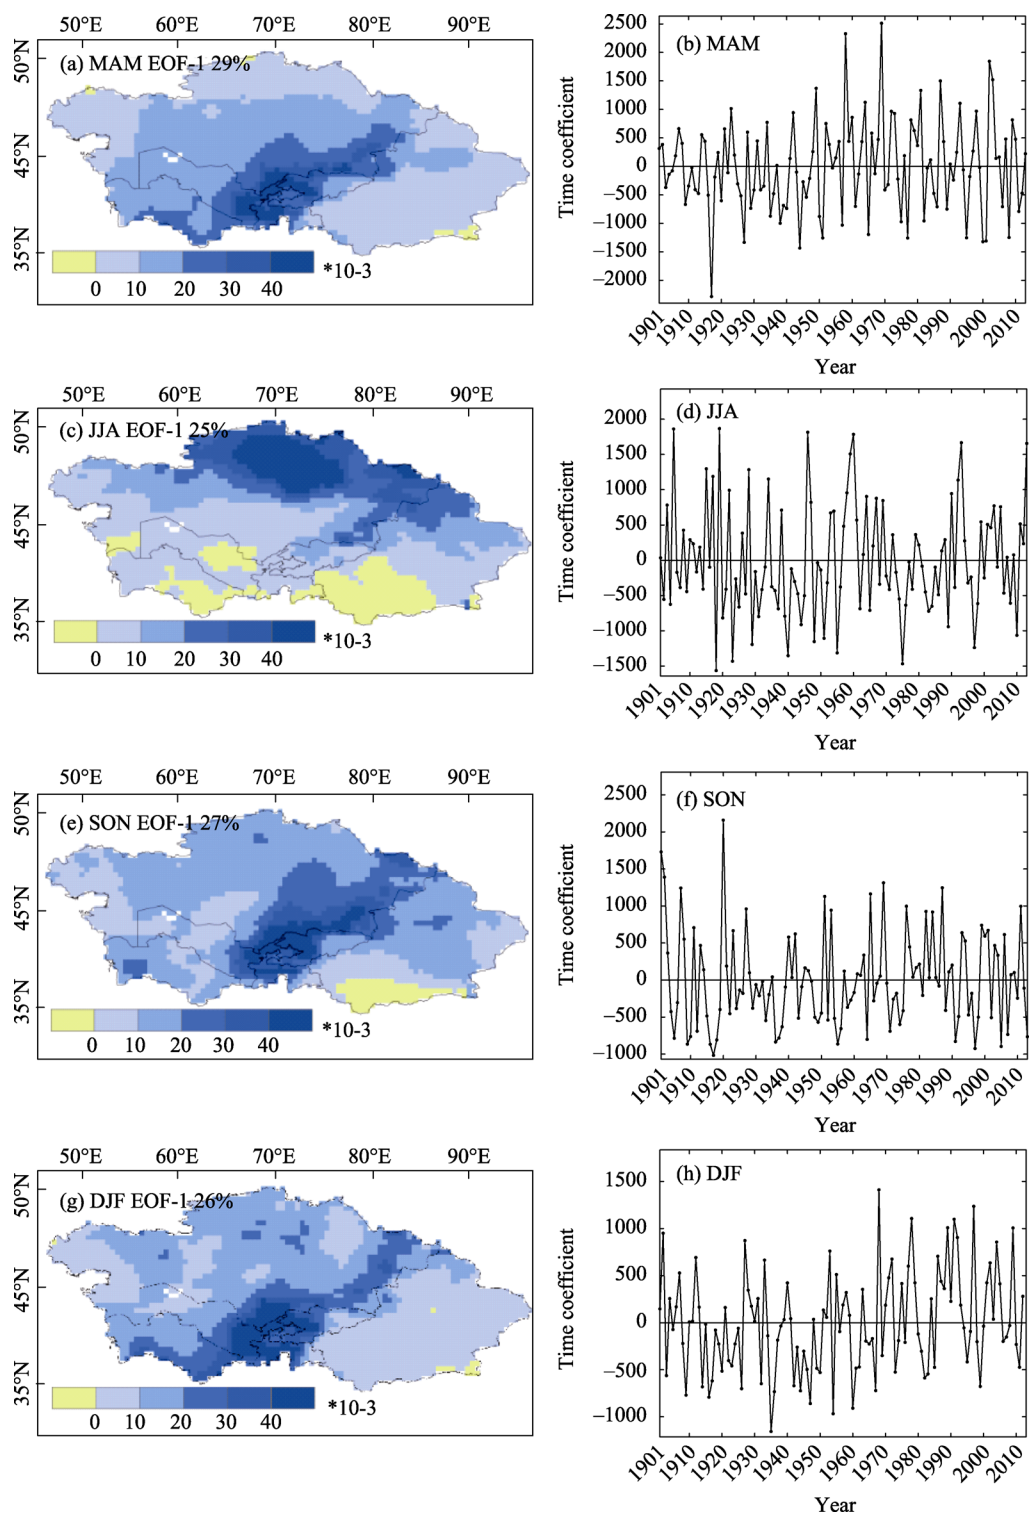 50°E 60°E 70°E 80°E 90°E
50°N
45°N
35°N
(a) MAM EOF-1 29%
0 10 20 30 40
*10-3
(b) MAM
2500
2000
1500
1000
500
0
−500
−1000
−1500
−2000
Time coefficient
1901 1910 1920 1930 1940 1950 1960 1970 1980 1990 2000 2010
Year
50°E 60°E 70°E 80°E 90°E
50°N
45°N
35°N
(c) JJA EOF-1 25%
0 10 20 30 40
*10-3
(d) JJA
2000
1500
1000
500
0
−500
−1000
−1500
Time coefficient
1901 1910 1920 1930 1940 1950 1960 1970 1980 1990 2000 2010
Year
50°E 60°E 70°E 80°E 90°E
50°N
45°N
35°N
(e) SON EOF-1 27%
0 10 20 30 40
*10-3
(f) SON
2500
2000
1500
1000
500
0
−500
−1000
Time coefficient
1901 1910 1920 1930 1940 1950 1960 1970 1980 1990 2000 2010
Year
50°E 60°E 70°E 80°E 90°E
50°N
45°N
35°N
(g) DJF EOF-1 26%
0 10 20 30 40
*10-3
(h) DJF
1500
1000
500
0
−500
−1000
Time coefficient
1901 1910 1920 1930 1940 1950 1960 1970 1980 1990 2000 2010
Year